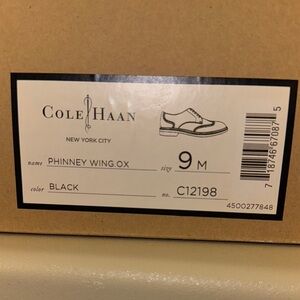 COLE HAAN
NEW YORK CITY
name PHINNEY WING.OX size 9 M
color BLACK no. C12198
7 18746 67087 5
4500277848